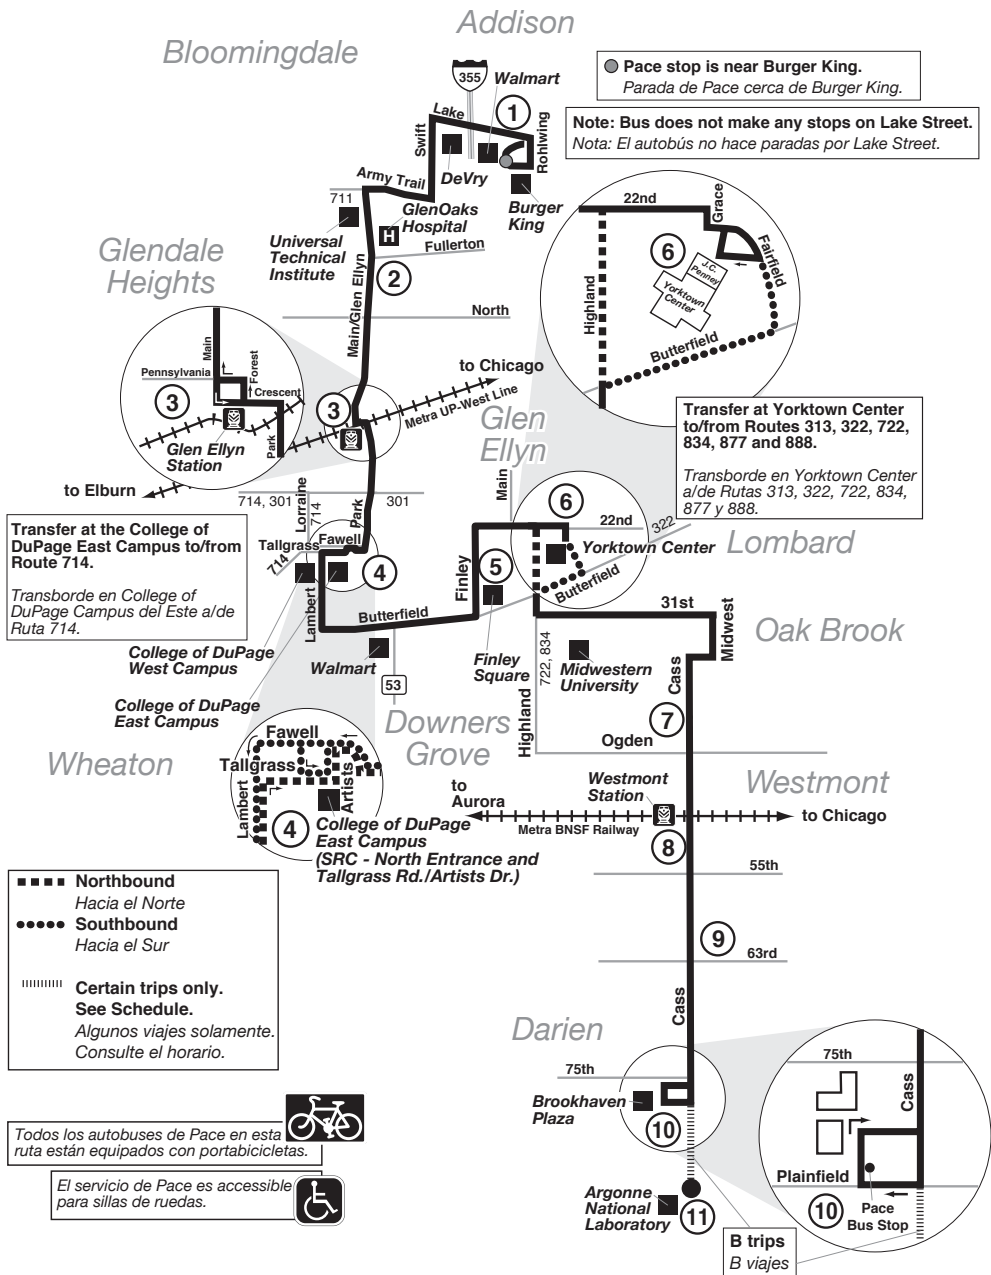 Addison
Bloomingdale
355
Walmart
Pace stop is near Burger King.
Parada de Pace cerca de Burger King.
Lake
1
Swift
Rohlwing
Note: Bus does not make any stops on Lake Street.
Nota: El autobús no hace paradas por Lake Street.
DeVry
Army Trail
711
Burger
King
GlenOaks
Hospital
H
Universal
Technical
Institute
Fullerton
2
Main/Glen Ellyn
Glendale
Heights
North
22nd
Grace
6
Fairfield
J.C.
Penney
Yorktown
Center
Highland
Butterfield
Main
Pennsylvania
Forest
Crescent
3
Glen Ellyn
Station
Park
to Chicago
Metra UP-West Line
3
to Elburn
Glen
Ellyn
Transfer at Yorktown Center
to/from Routes 313, 322, 722,
834, 877 and 888.
Transborde en Yorktown Center
a/de Rutas 313, 322, 722, 834,
877 y 888.
714, 301
Lorraine
714
301
Park
Main
6
22nd
322
Yorktown Center
Lombard
Transfer at the College of
DuPage East Campus to/from
Route 714.
Transborde en College of
DuPage Campus del Este a/de
Ruta 714.
Tallgrass
Fawell
714
4
Lambert
Butterfield
Finley
5
Butterfield
31st
Midwest
Oak Brook
College of DuPage
West Campus
Walmart
53
Finley
Square
722, 834
Midwestern
University
Cass
College of DuPage
East Campus
Downers
Grove
Highland
7
Ogden
Wheaton
Fawell
Tallgrass
Artists
Lambert
4
College of DuPage
East Campus
(SRC - North Entrance and
Tallgrass Rd./Artists Dr.)
Westmont
Station
Westmont
to
Aurora
Metra BNSF Railway
to Chicago
8
55th
Northbound
Hacia el Norte
Southbound
Hacia el Sur
Certain trips only.
See Schedule.
Algunos viajes solamente.
Consulte el horario.
9
63rd
Cass
Darien
75th
Brookhaven
Plaza
10
75th
Cass
Plainfield
10
Pace
Bus Stop
Todos los autobuses de Pace en esta
ruta están equipados con portabicicletas.
El servicio de Pace es accessible
para sillas de ruedas.
Argonne
National
Laboratory
11
B trips
B viajes